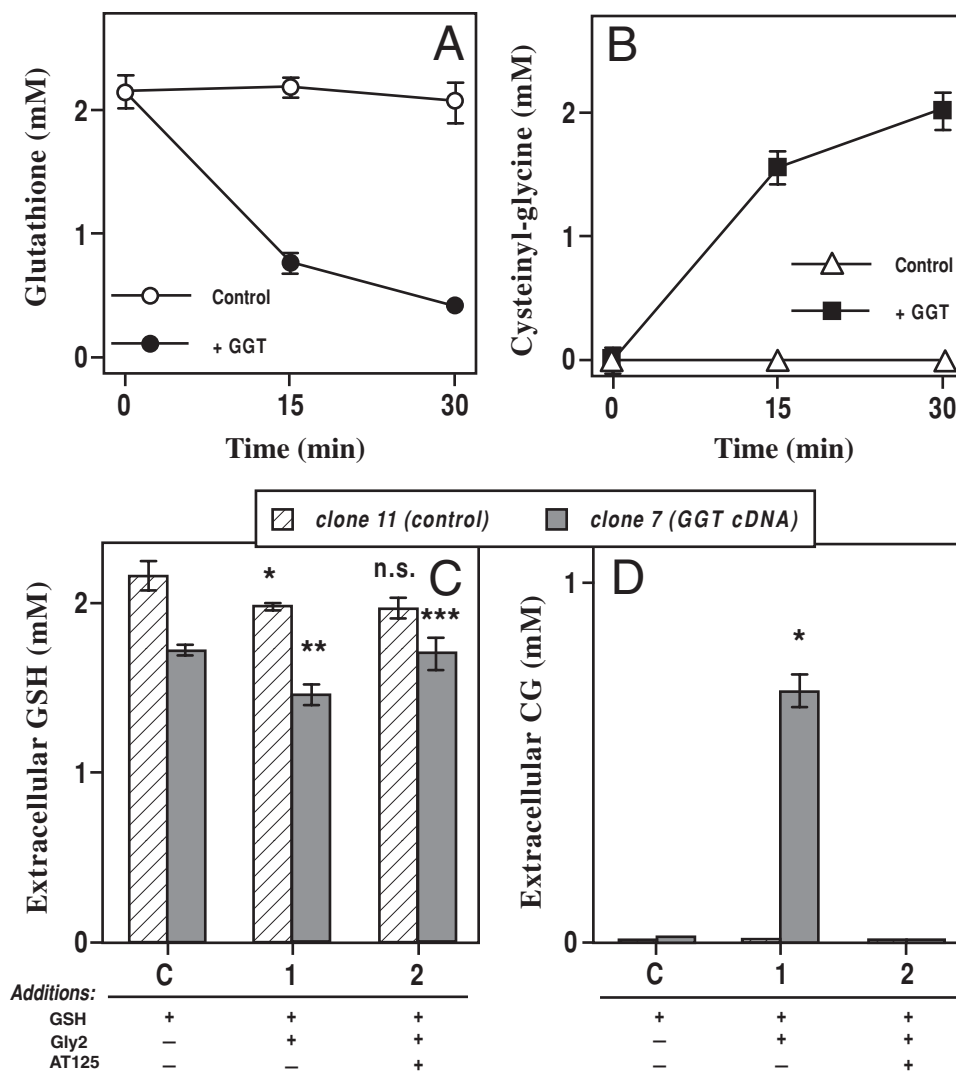 A
Glutathione (mM)
2
1
0
Control
+ GGT
0 15 30
Time (min)
B
Cysteinyl-glycine (mM)
2
1
0
Control
+ GGT
0 15 30
Time (min)
clone 11 (control) clone 7 (GGT cDNA)
C
Extracellular GSH (mM)
2
1
0
*
**
n.s.
***
C 1 2
D
Extracellular CG (mM)
1
0
*
C 1 2
Additions:
GSH + + + + + +
Gly2 – + + – + +
AT125 – – + – – +